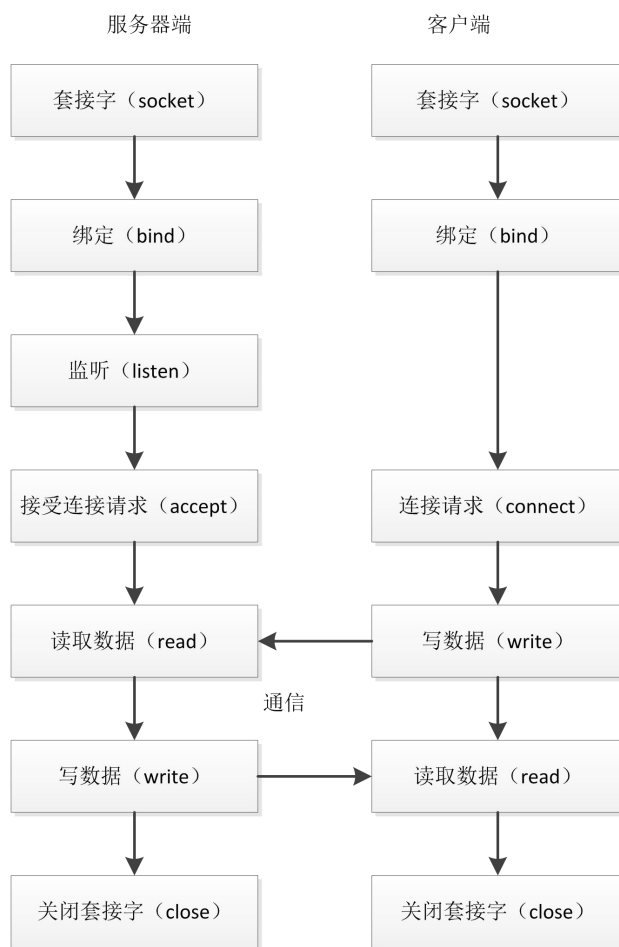 服务器端
客户端
套接字（socket）
套接字（socket）
绑定（bind）
绑定（bind）
监听（listen）
接受连接请求（accept）
连接请求（connect）
读取数据（read）
写数据（write）
通信
写数据（write）
读取数据（read）
关闭套接字（close）
关闭套接字（close）